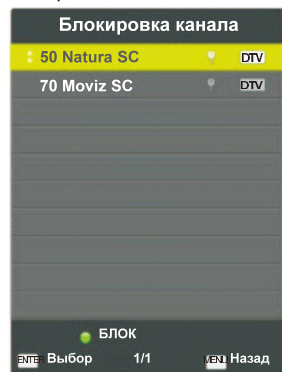 Блокировка канала
50 Natura SC DTV
70 Moviz SC DTV
БЛОК
ENTER Выбор 1/1 MENU Назад